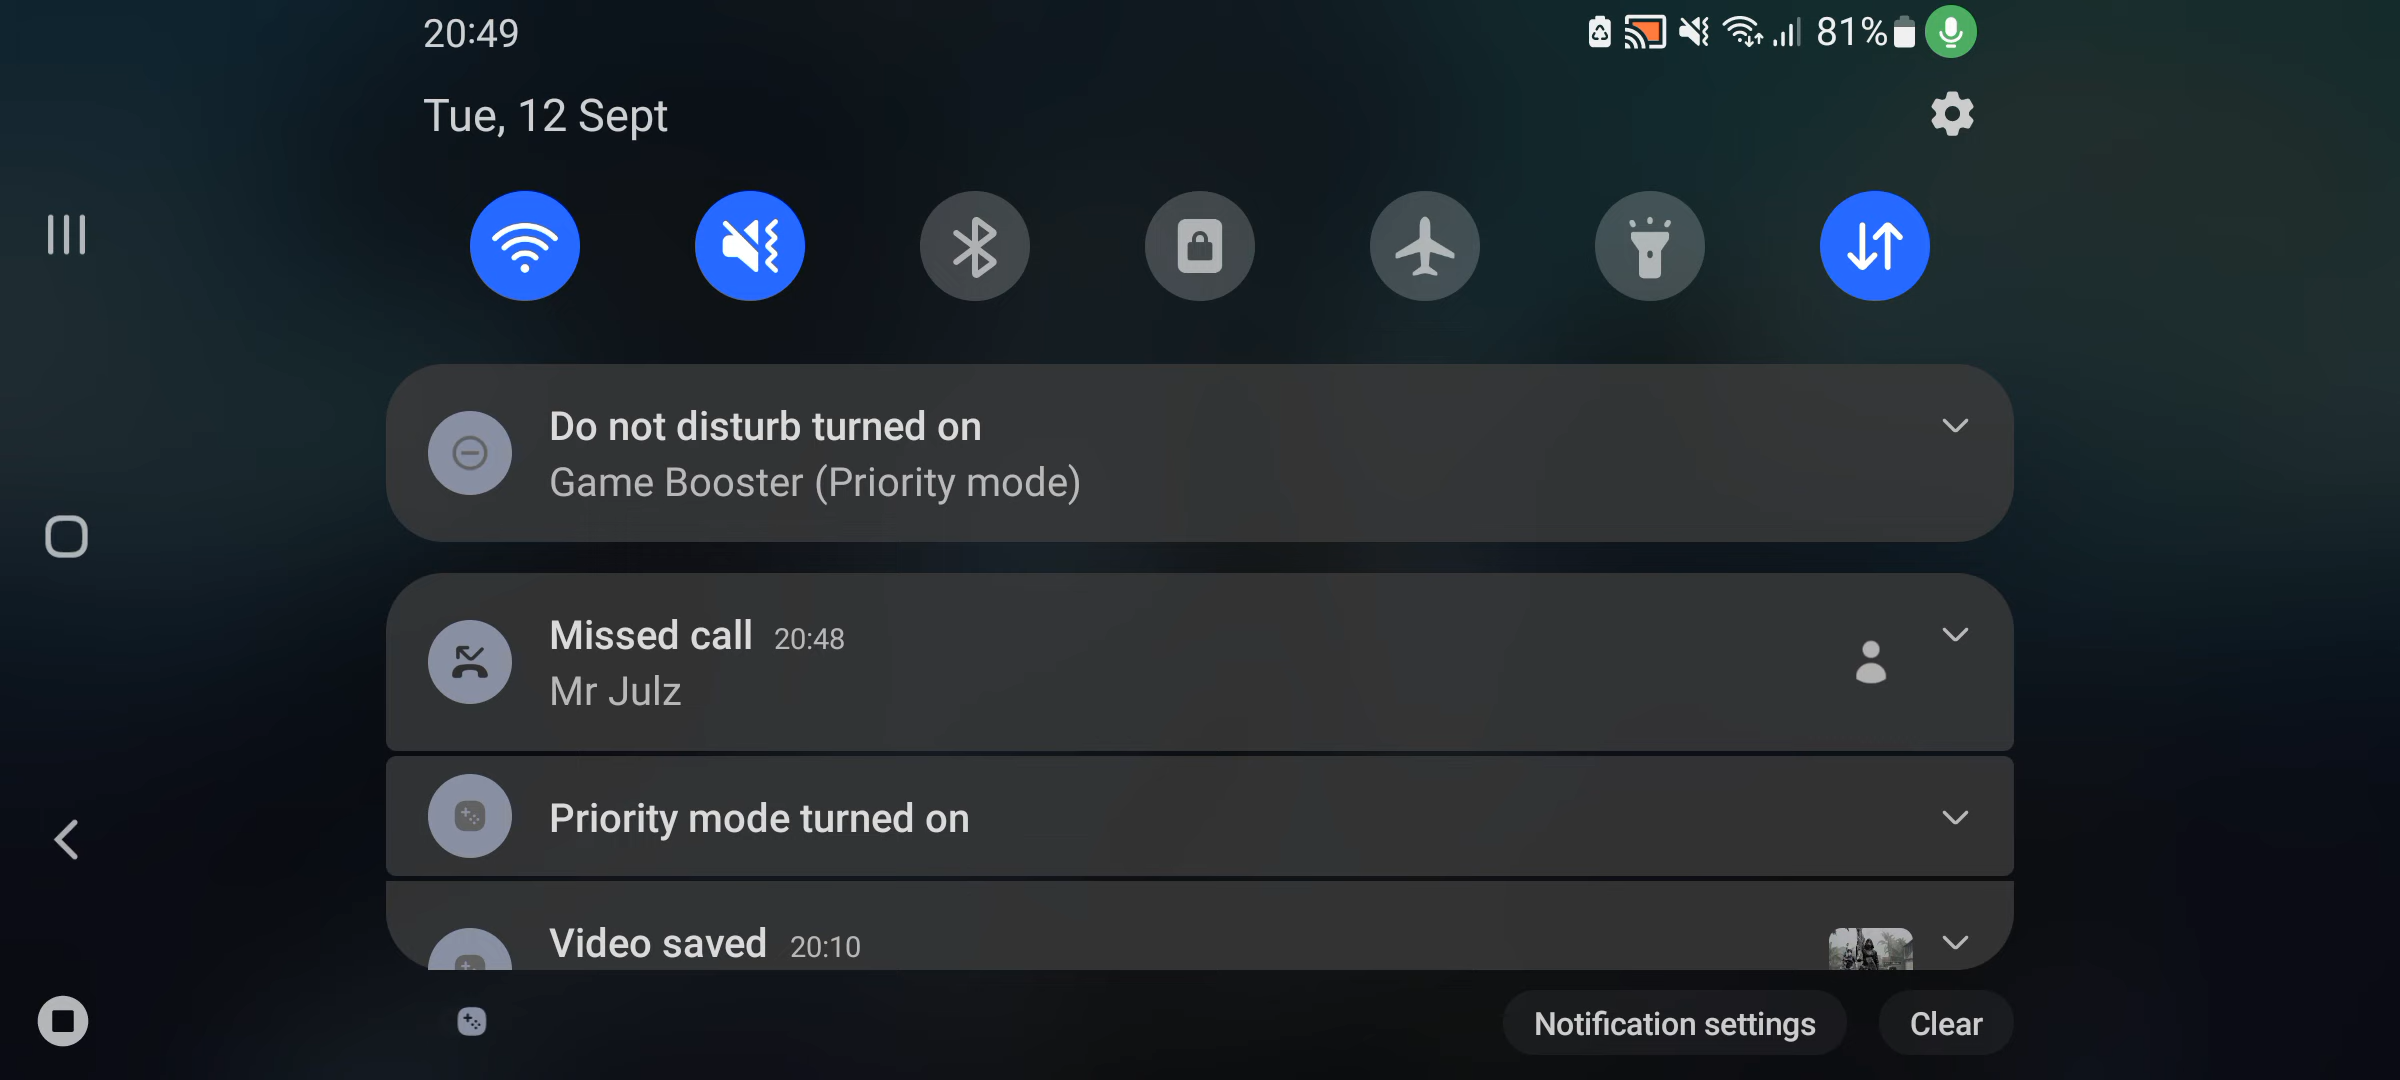 20:49
81%
Tue, 12 Sept
Do not disturb turned on
Game Booster (Priority mode)
Missed call 20:48
Mr Julz
Priority mode turned on
Video saved 20:10
Notification settings
Clear